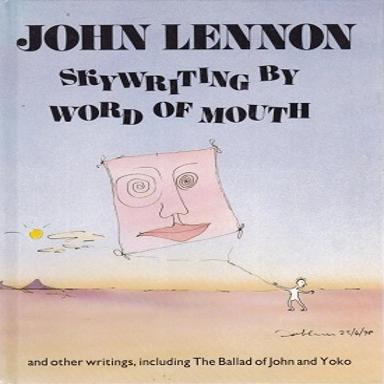 JOHN LENNON
SKYWRITING BY
WORD OF MOUTH
and other writings, including The Ballad of John and Yoko